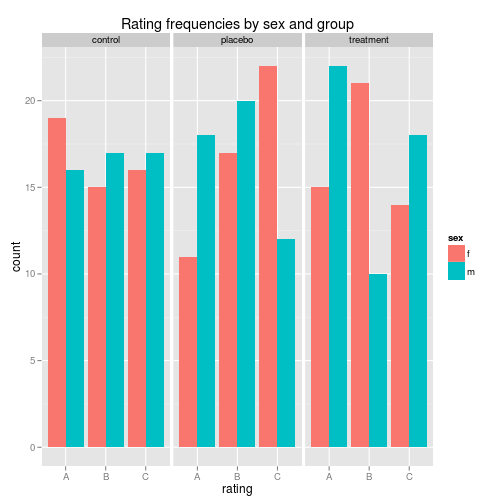 Rating frequencies by sex and group
control placebo treatment
20
15
10
5
0
count
A B C A B C A B C
rating
sex
f
m